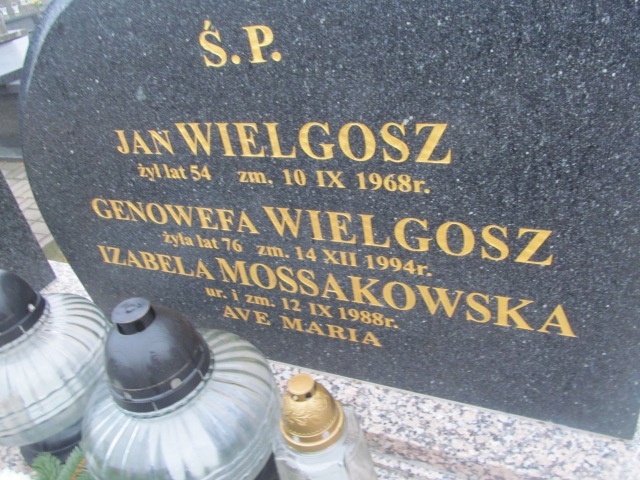 Ś.P.
JAN WIELGOSZ
żył lat 54 zm. 10 IX 1968r.
GENOWEFA WIELGOSZ
żyła lat 76 zm. 14 XII 1994r.
IZABELA MOSSAKOWSKA
ur. i zm. 12 IX 1988r.
AVE MARIA